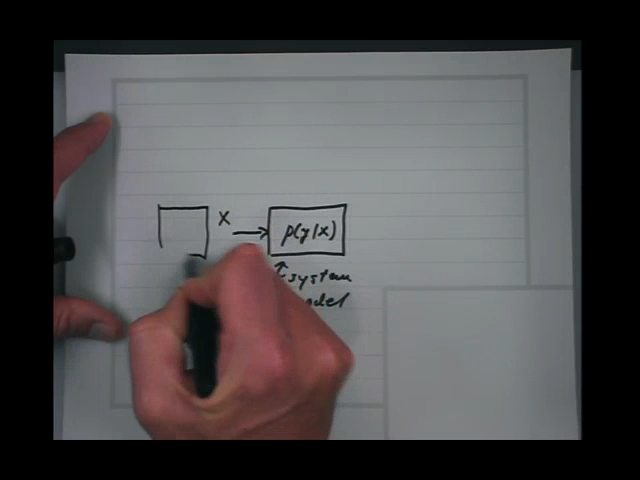 X
p(y|x)
↑ system